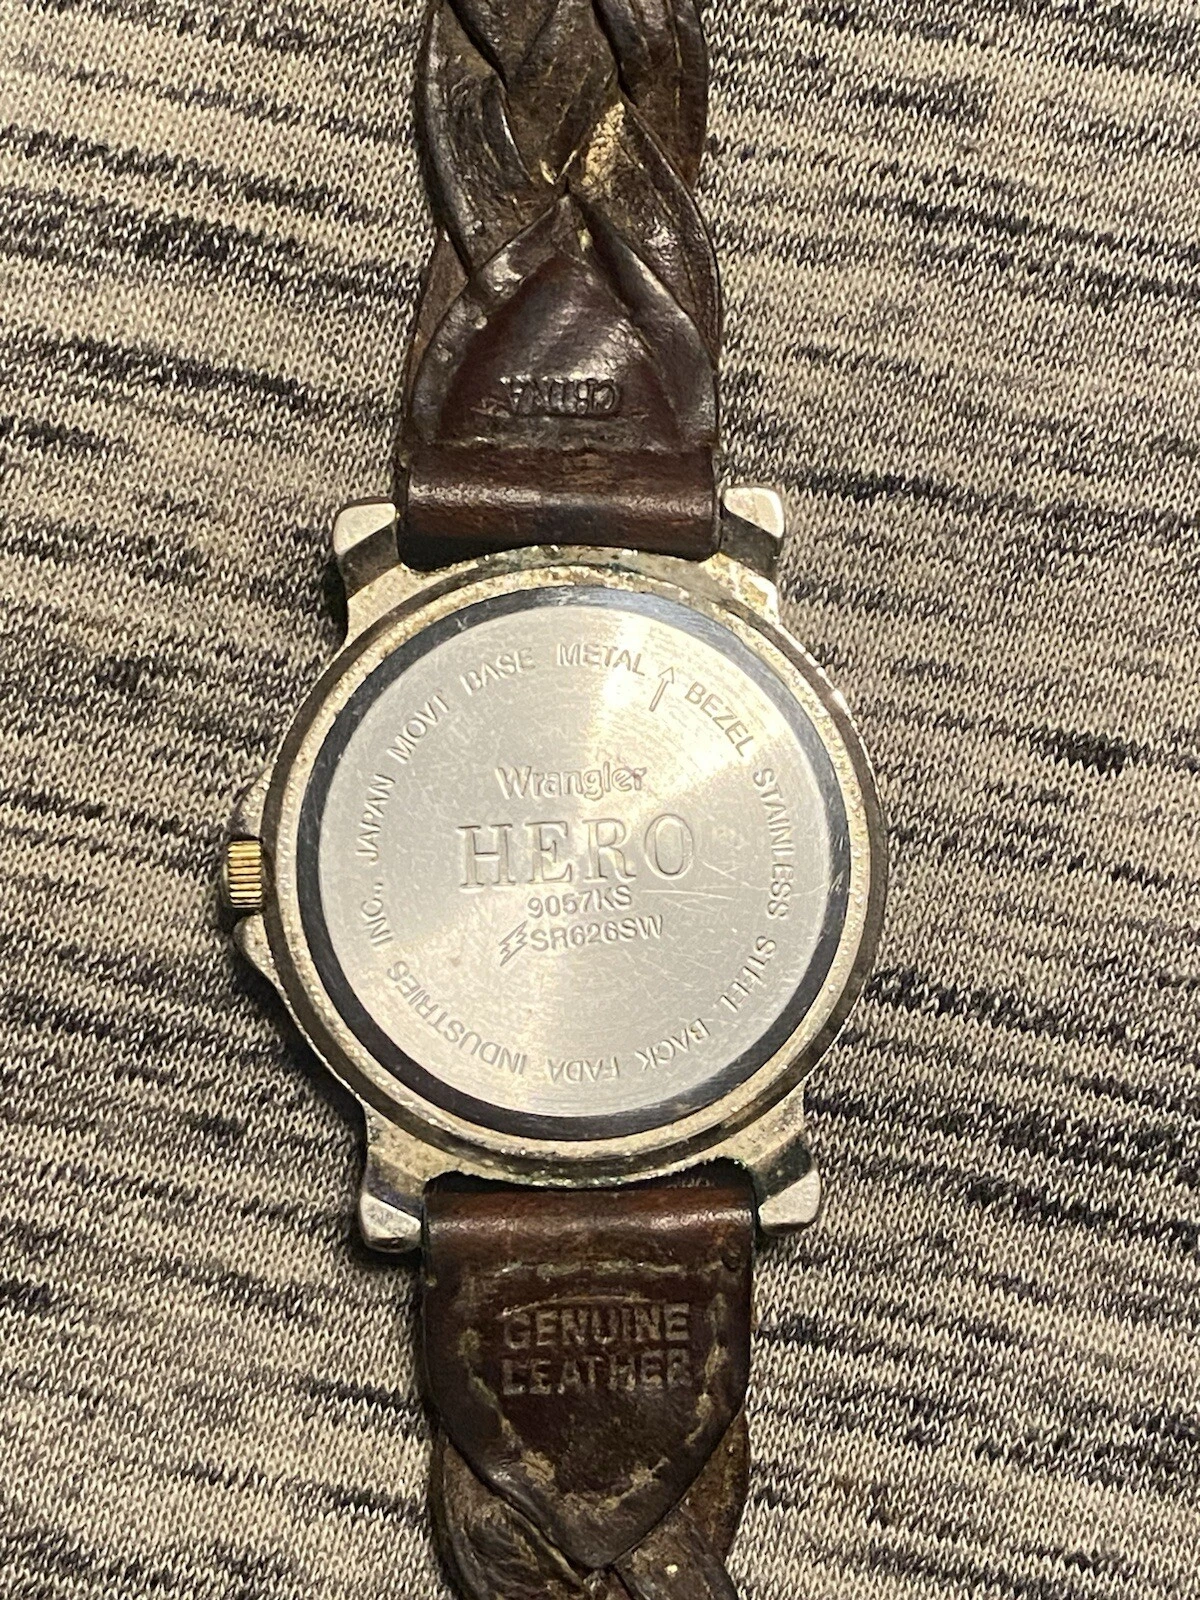 CHINA
BASE METAL ↑ BEZEL STAINLESS STEEL BACK FADA INDUSTRIES INC., JAPAN MOVT
Wrangler
HERO
9057KS
SR626SW
GENUINE
LEATHER